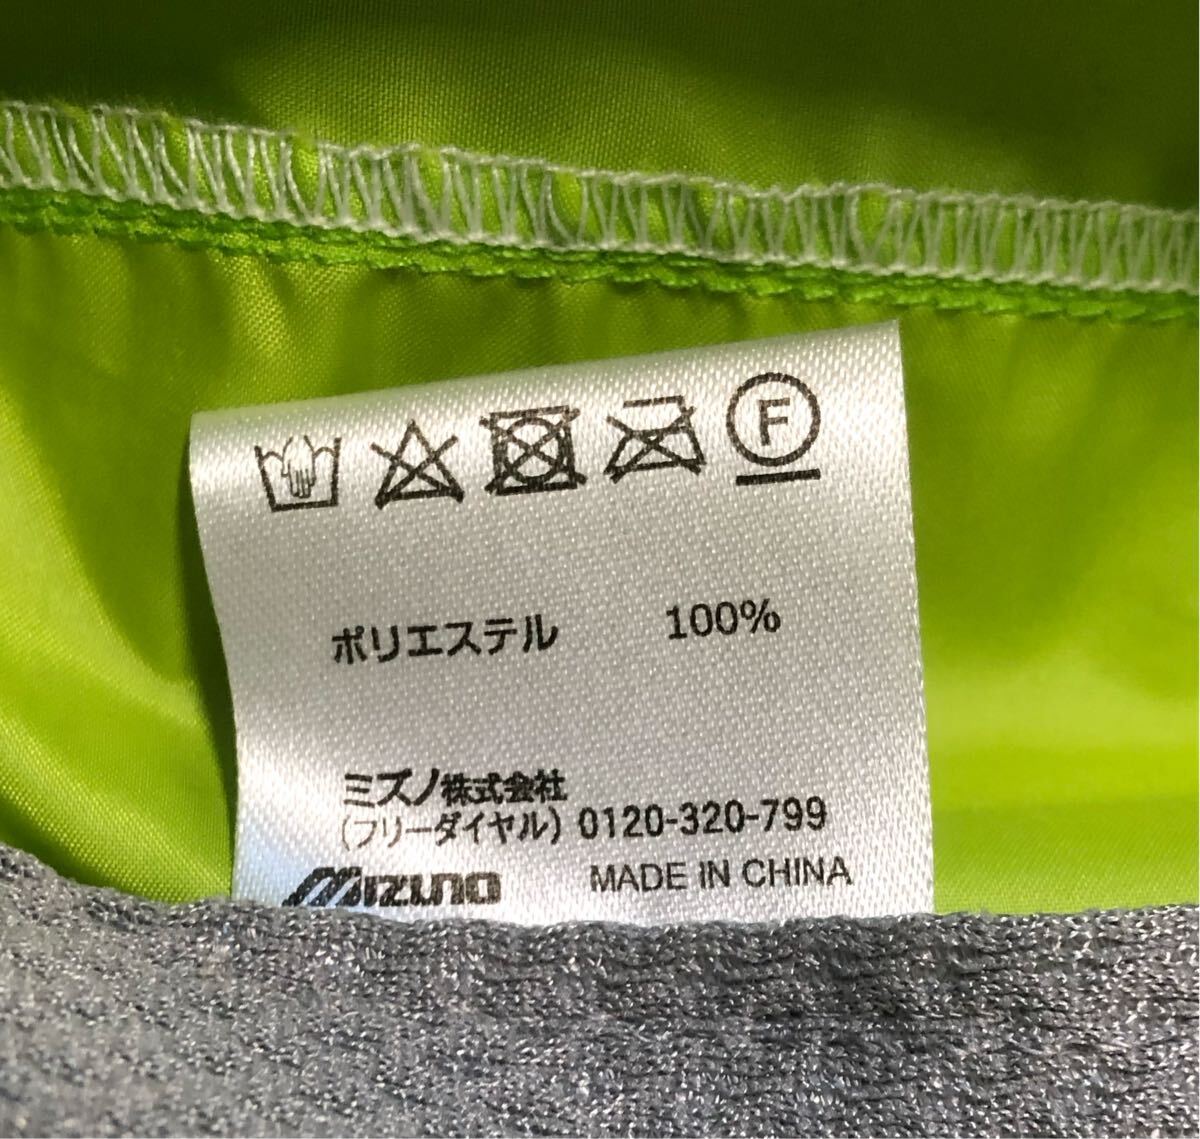 F
ポリエステル 100%
ミズノ株式会社
(フリーダイヤル) 0120-320-799
MIZUNO MADE IN CHINA